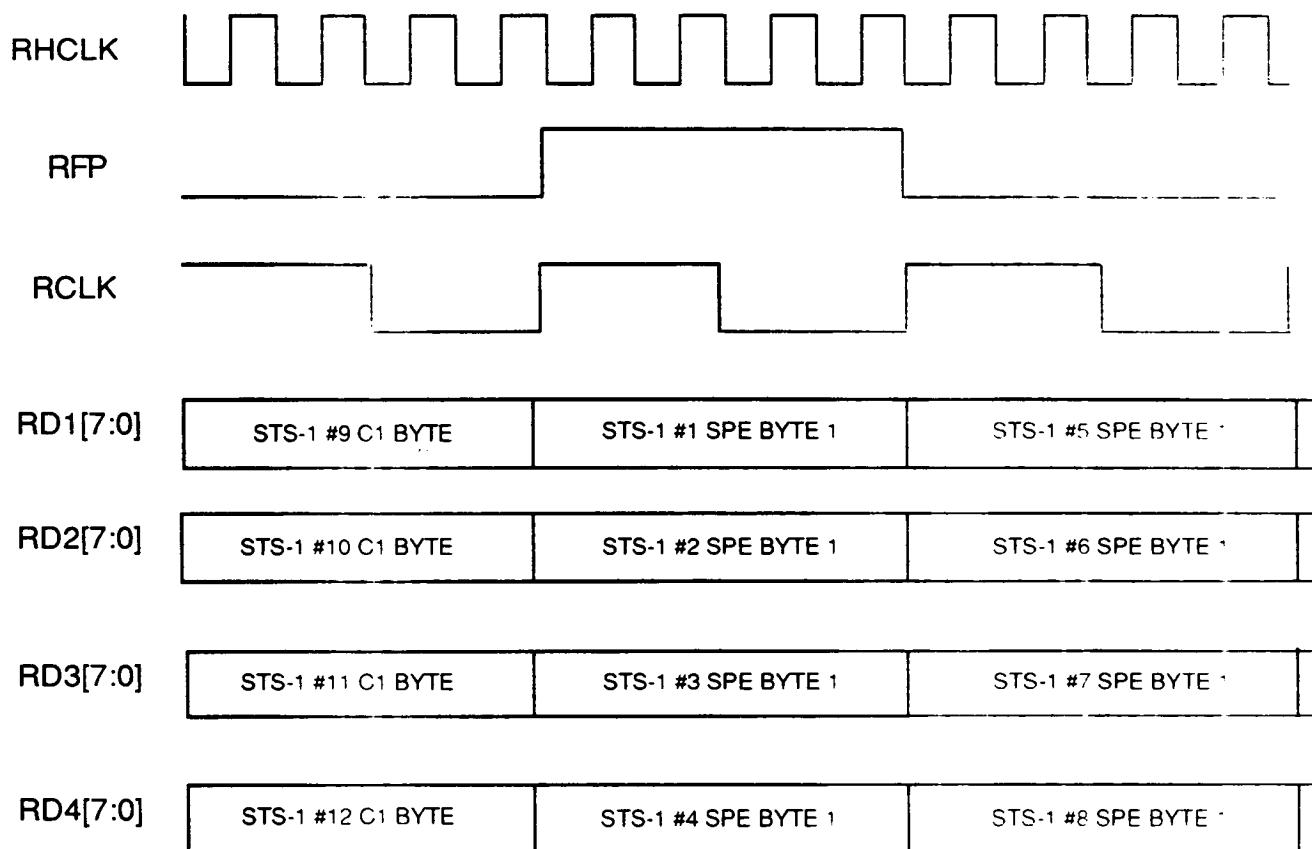 RHCLK
RFP
RCLK
RD1[7:0]
STS-1 #9 C1 BYTE
STS-1 #1 SPE BYTE 1
STS-1 #5 SPE BYTE 1
RD2[7:0]
STS-1 #10 C1 BYTE
STS-1 #2 SPE BYTE 1
STS-1 #6 SPE BYTE 1
RD3[7:0]
STS-1 #11 C1 BYTE
STS-1 #3 SPE BYTE 1
STS-1 #7 SPE BYTE 1
RD4[7:0]
STS-1 #12 C1 BYTE
STS-1 #4 SPE BYTE 1
STS-1 #8 SPE BYTE 1